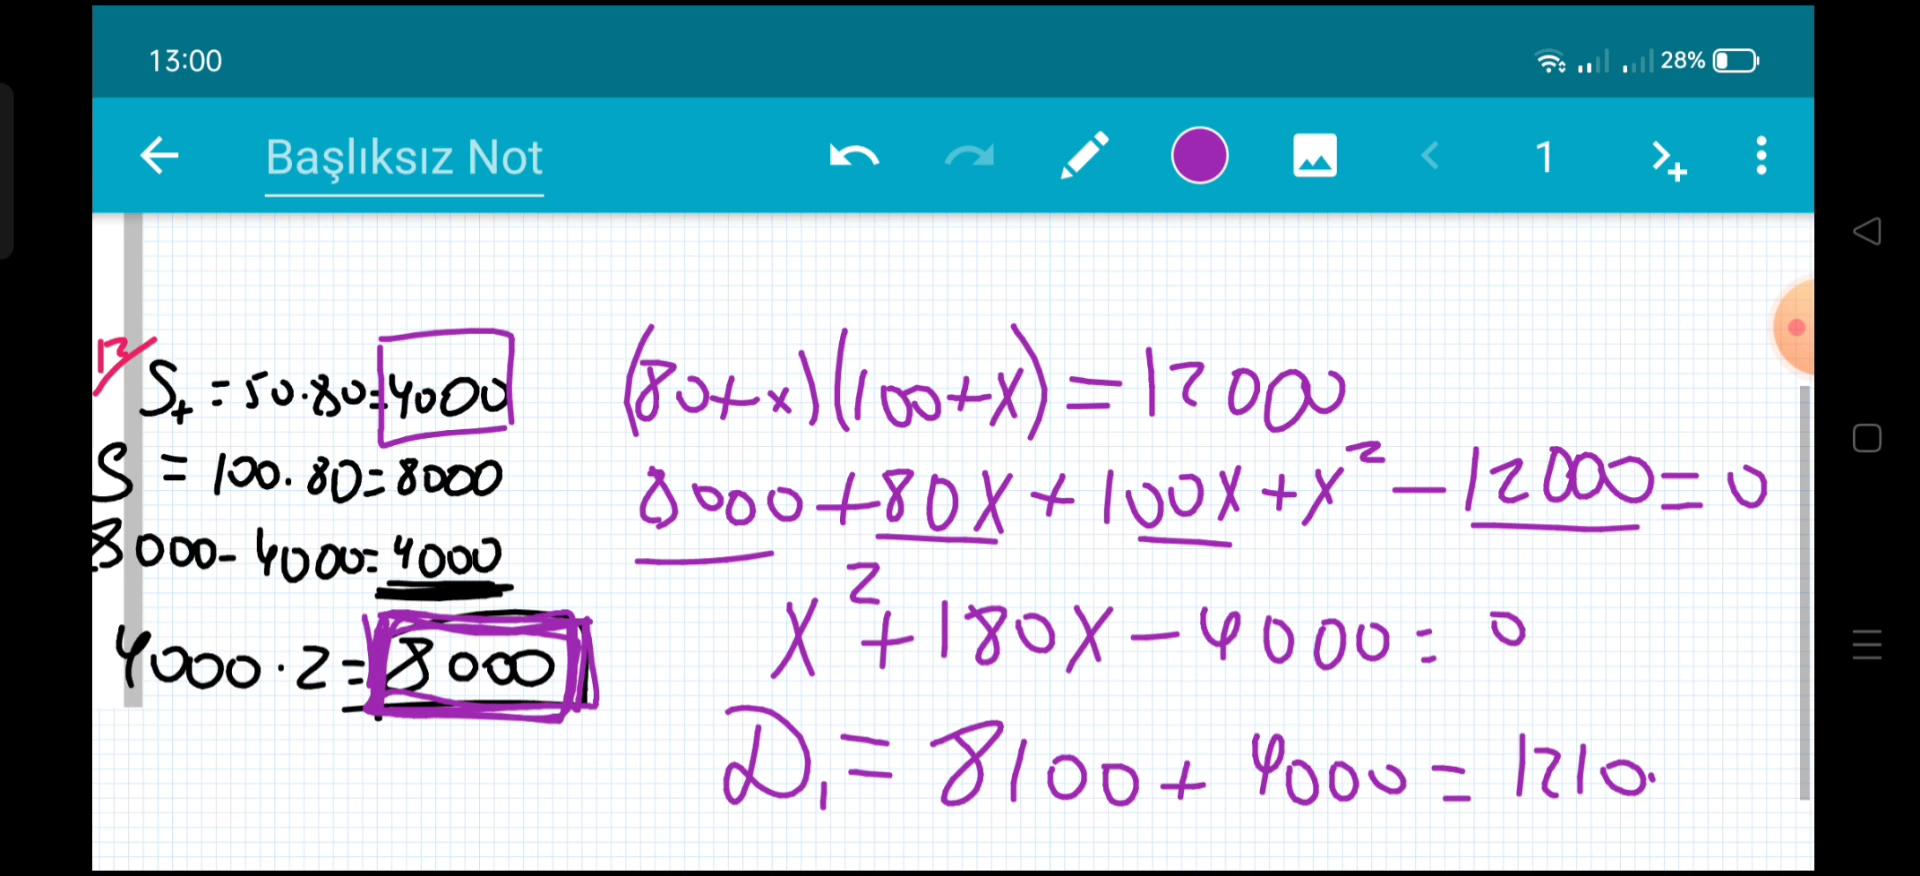 13:00
28%
Başlıksız Not
1
12
S₊ = 50·80=4000
S = 100·80=8000
8000-4000=4000
4000·2=8000
(80+x)(100+x)=12000
8000+80x+100x+x²-12000=0
x²+180x-4000=0
D₁=8100+4000=1210.